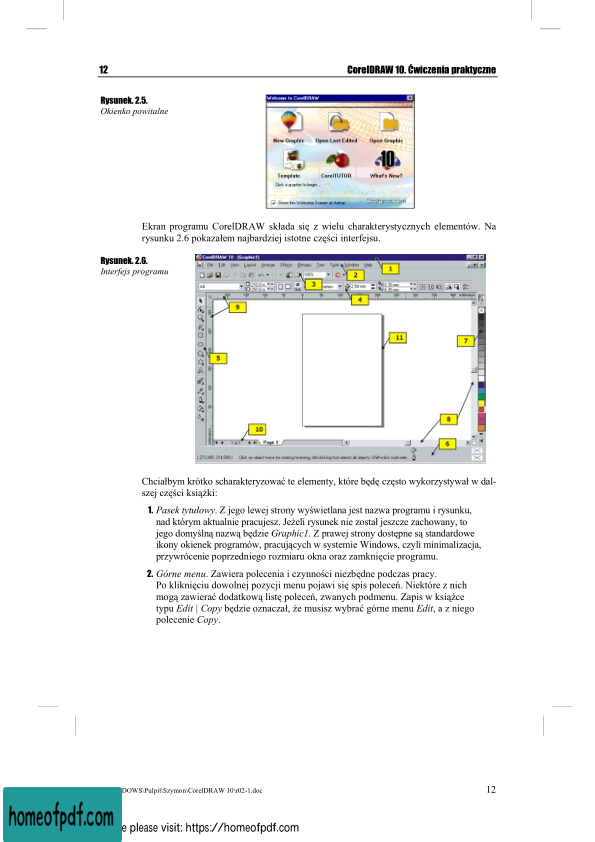 12
CorelDRAW 10. Ćwiczenia praktyczne
Rysunek. 2.5.
Okienko powitalne
Welcome to CorelDRAW
New Graphic Open Last Edited Open Graphic
Template CorelTUTOR What's New?
Click a graphic to begin...
Show this Welcome Screen at startup
Ekran programu CorelDRAW składa się z wielu charakterystycznych elementów. Na
rysunku 2.6 pokazałem najbardziej istotne części interfejsu.
Rysunek 2.6.
Interfejs programu
CorelDRAW 10 - [Graphic1]
File Edit View Layout Arrange Effects Bitmaps Text Tools Window Help
1
2
3
4
9
11
7
5
8
10
6
Page 1
Chciałbym krótko scharakteryzować te elementy, które będę często wykorzystywał w dal-
szej części książki:
1. Pasek tytułowy. Z jego lewej strony wyświetlana jest nazwa programu i rysunku,
nad którym aktualnie pracujesz. Jeżeli rysunek nie został jeszcze zachowany, to
jego domyślną nazwą będzie Graphic1. Z prawej strony dostępne są standardowe
ikony okienek programów, pracujących w systemie Windows, czyli minimalizacja,
przywrócenie poprzedniego rozmiaru okna oraz zamknięcie programu.
2. Górne menu. Zawiera polecenia i czynności niezbędne podczas pracy.
Po kliknięciu dowolnej pozycji menu pojawi się spis poleceń. Niektóre z nich
mogą zawierać dodatkową listę poleceń, zwanych podmenu. Zapis w książce
typu Edit | Copy będzie oznaczał, że musisz wybrać górne menu Edit, a z niego
polecenie Copy.
DOWS\Pulpit\Szymon\CorelDRAW 10\r02-1.doc
12
homeofpdf.com
e please visit: https://homeofpdf.com